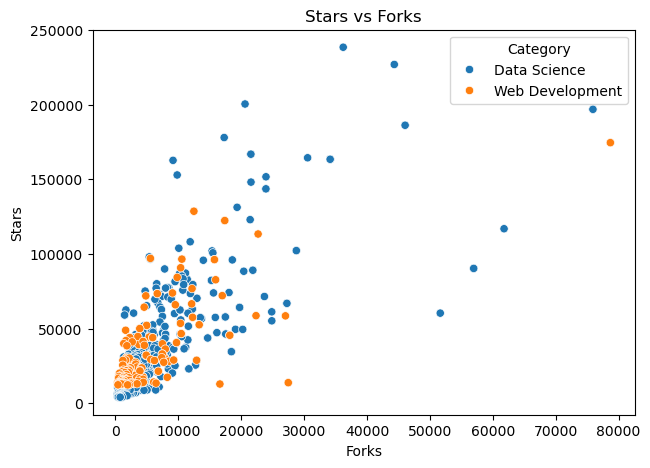 Stars vs Forks
Category
Data Science
Web Development
250000
200000
150000
100000
50000
0
Stars
0 10000 20000 30000 40000 50000 60000 70000 80000
Forks